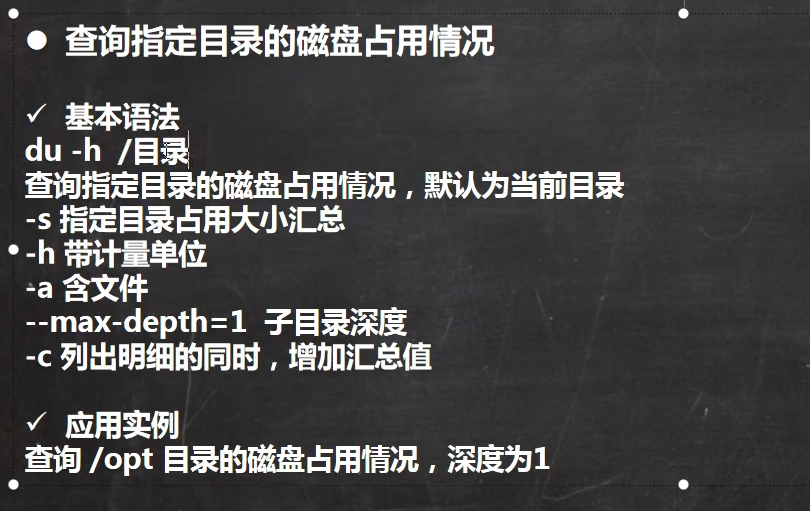 ● 查询指定目录的磁盘占用情况
✓ 基本语法
du -h /目录
查询指定目录的磁盘占用情况，默认为当前目录
-s 指定目录占用大小汇总
-h 带计量单位
-a 含文件
--max-depth=1 子目录深度
-c 列出明细的同时，增加汇总值
✓ 应用实例
查询 /opt 目录的磁盘占用情况，深度为1